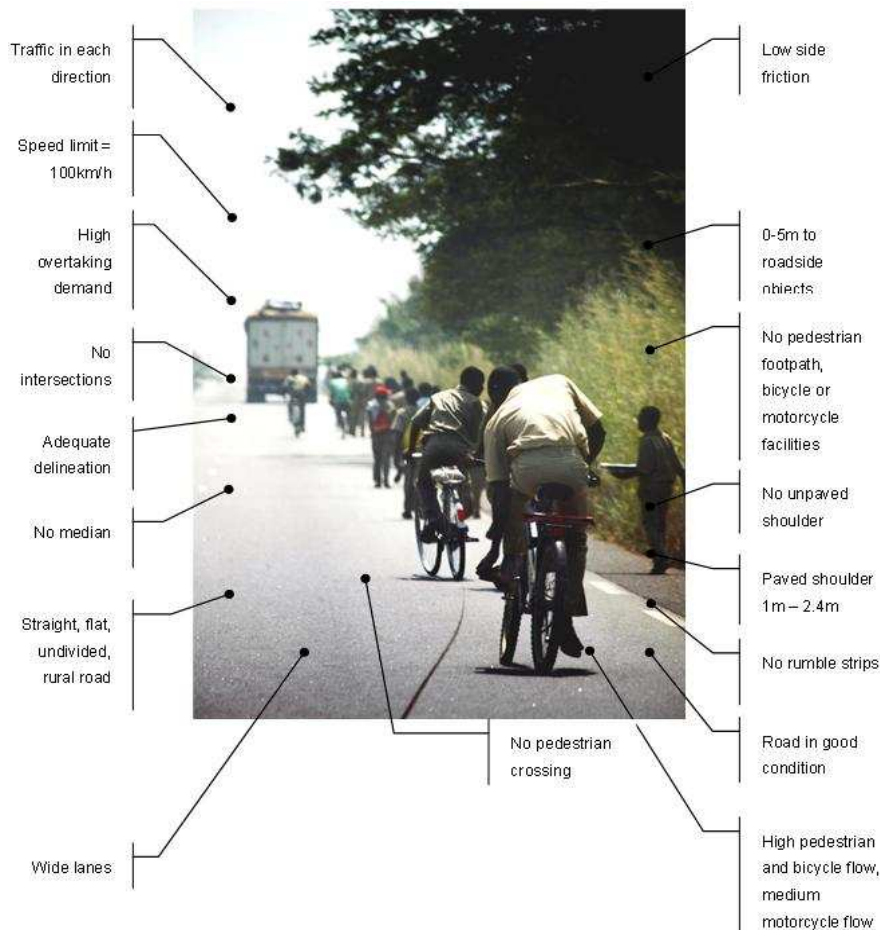 Traffic in each
direction
Speed limit =
100km/h
High
overtaking
demand
No
intersections
Adequate
delineation
No median
Straight, flat,
undivided,
rural road
Wide lanes
No pedestrian
crossing
Low side
friction
0-5m to
roadside
objects
No pedestrian
footpath,
bicycle or
motorcycle
facilities
No unpaved
shoulder
Paved shoulder
1m – 2.4m
No rumble strips
Road in good
condition
High pedestrian
and bicycle flow,
medium
motorcycle flow